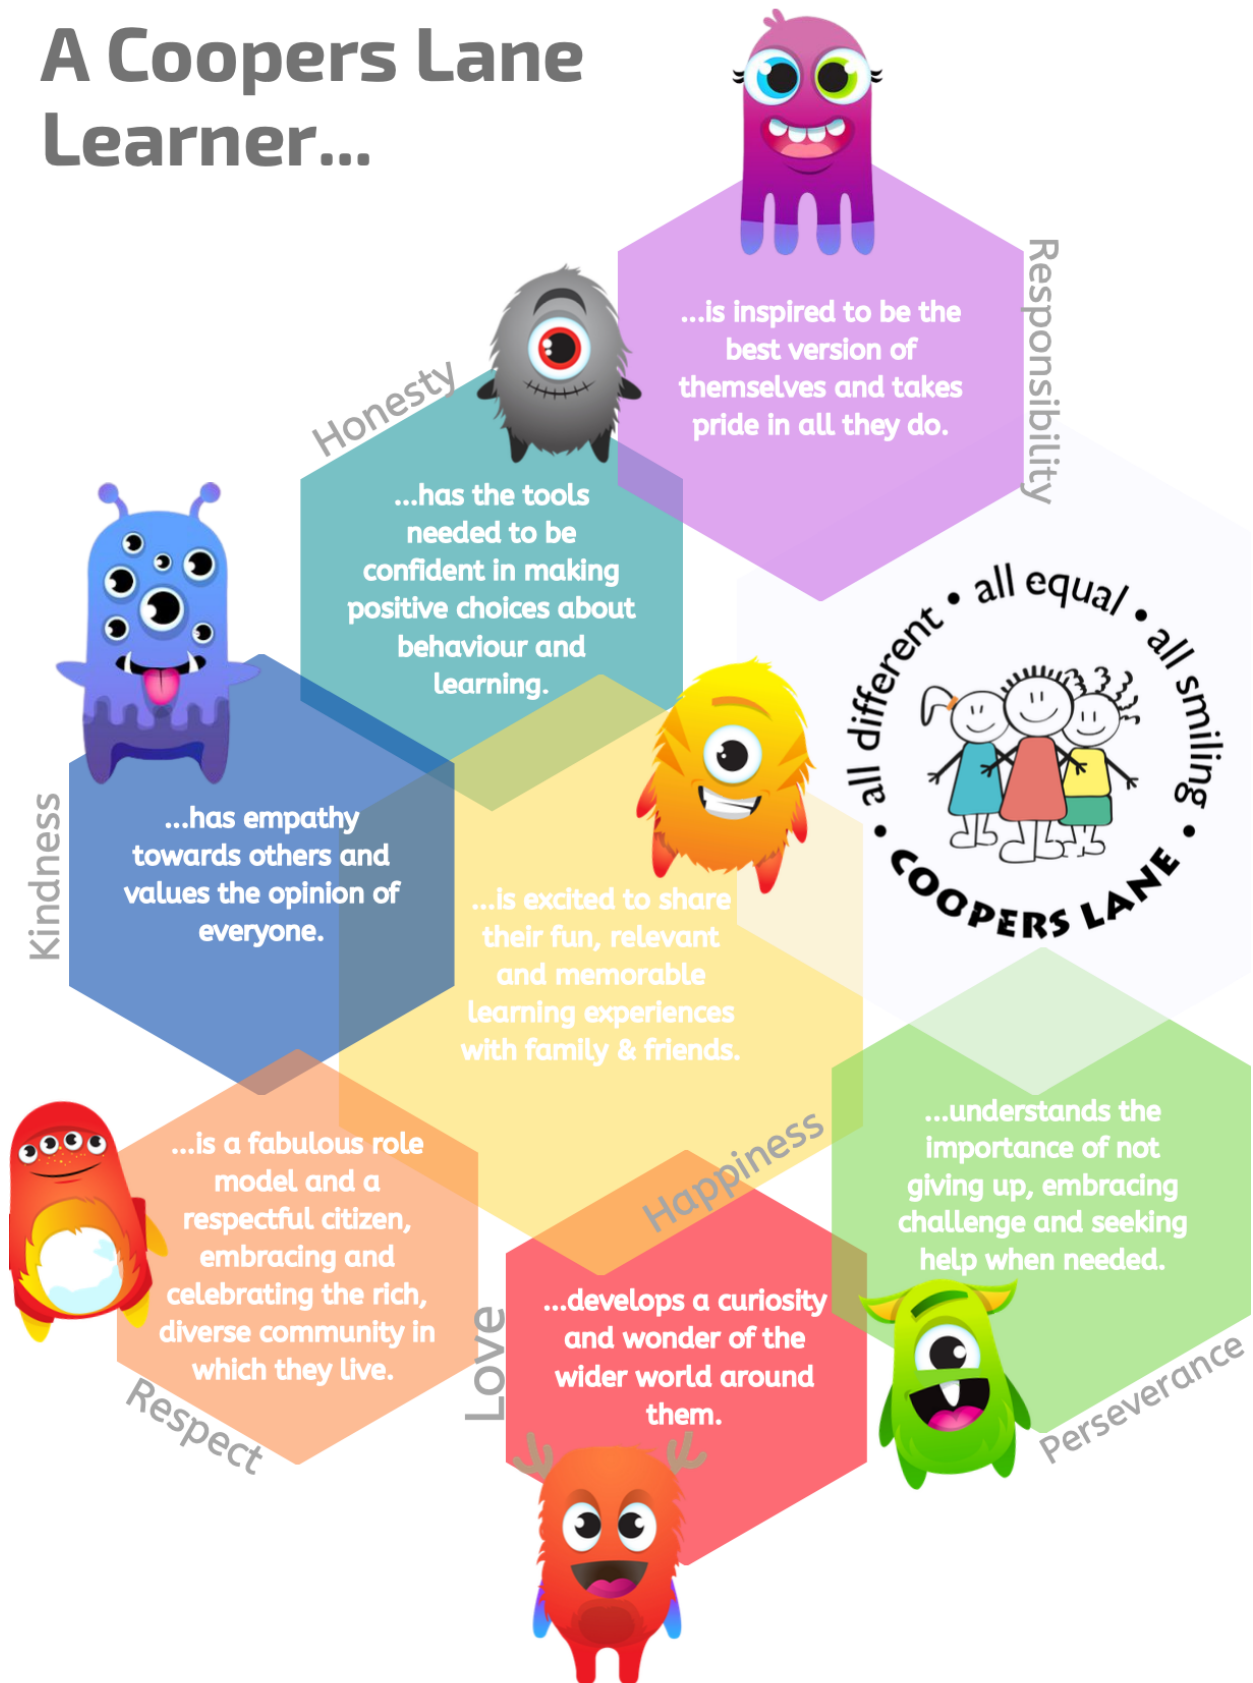 A Coopers Lane
Learner...
Responsibility
...is inspired to be the
best version of
themselves and takes
pride in all they do.
Honesty
...has the tools
needed to be
confident in making
positive choices about
behaviour and
learning.
• all different • all equal • all smiling •
COOPERS LANE
Kindness
...has empathy
towards others and
values the opinion of
everyone.
...is excited to share
their fun, relevant
and memorable
learning experiences
with family & friends.
Happiness
...understands the
importance of not
giving up, embracing
challenge and seeking
help when needed.
Perseverance
...is a fabulous role
model and a
respectful citizen,
embracing and
celebrating the rich,
diverse community in
which they live.
Respect
Love
...develops a curiosity
and wonder of the
wider world around
them.